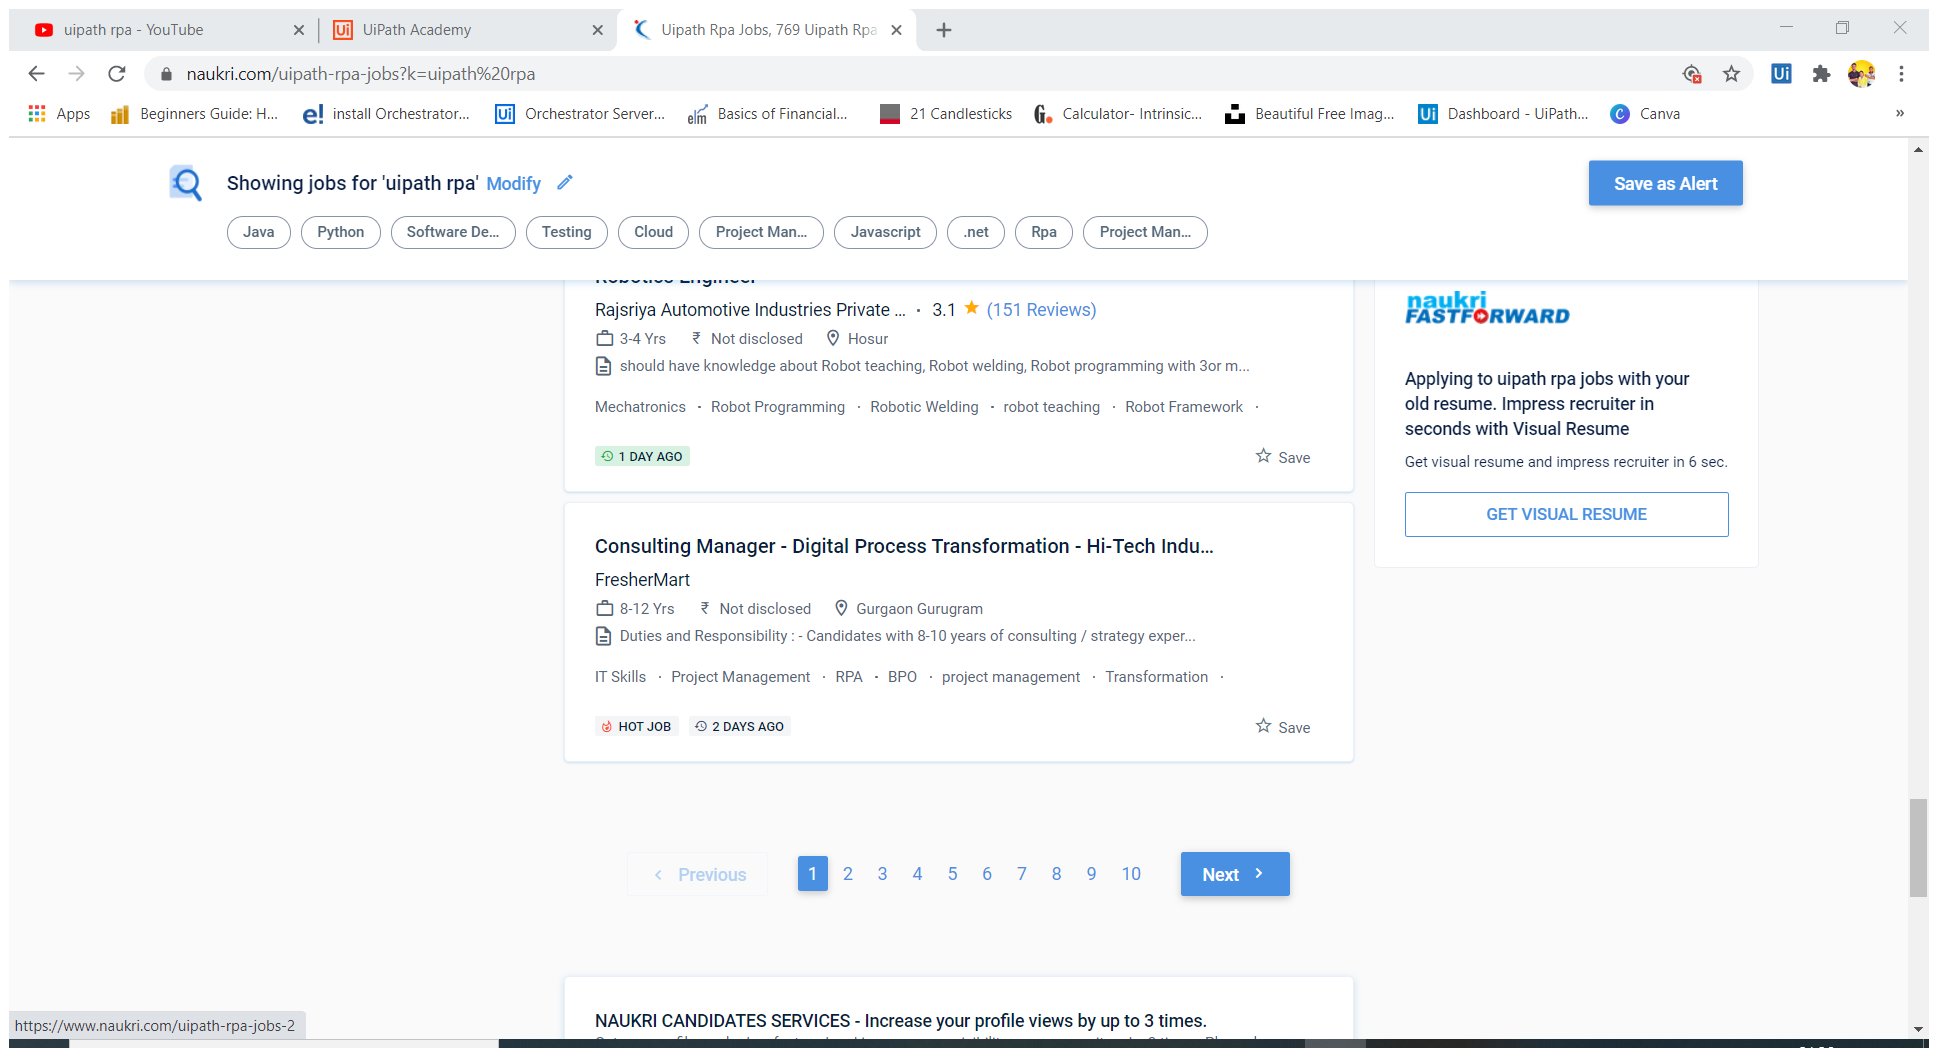 uipath rpa - YouTube
UiPath Academy
Uipath Rpa Jobs, 769 Uipath Rpa
naukri.com/uipath-rpa-jobs?k=uipath%20rpa
Apps
Beginners Guide: H...
install Orchestrator...
Orchestrator Server...
Basics of Financial...
21 Candlesticks
Calculator- Intrinsic...
Beautiful Free Imag...
Dashboard - UiPath...
Canva
»
Showing jobs for 'uipath rpa' Modify
Save as Alert
Java
Python
Software De...
Testing
Cloud
Project Man...
Javascript
.net
Rpa
Project Man...
Robotics Engineer
Rajsriya Automotive Industries Private ... · 3.1 (151 Reviews)
3-4 Yrs ₹ Not disclosed Hosur
should have knowledge about Robot teaching, Robot welding, Robot programming with 3or m...
Mechatronics · Robot Programming · Robotic Welding · robot teaching · Robot Framework ·
1 DAY AGO
Save
naukri
FASTFORWARD
Applying to uipath rpa jobs with your
old resume. Impress recruiter in
seconds with Visual Resume
Get visual resume and impress recruiter in 6 sec.
GET VISUAL RESUME
Consulting Manager - Digital Process Transformation - Hi-Tech Indu...
FresherMart
8-12 Yrs ₹ Not disclosed Gurgaon Gurugram
Duties and Responsibility : - Candidates with 8-10 years of consulting / strategy exper...
IT Skills · Project Management · RPA · BPO · project management · Transformation ·
HOT JOB
2 DAYS AGO
Save
Previous 1 2 3 4 5 6 7 8 9 10 Next
NAUKRI CANDIDATES SERVICES - Increase your profile views by up to 3 times.
https://www.naukri.com/uipath-rpa-jobs-2